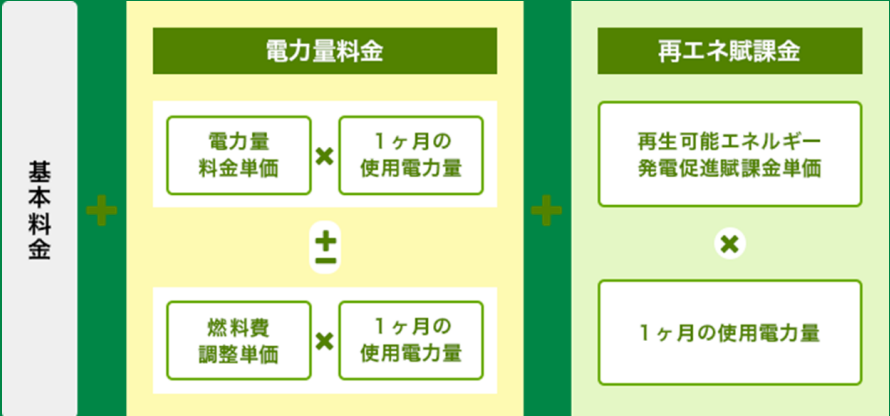 基本料金
+
電力量料金
電力量
料金単価
×
1ヶ月の
使用電力量
±
燃料費
調整単価
×
1ヶ月の
使用電力量
+
再エネ賦課金
再生可能エネルギー
発電促進賦課金単価
×
1ヶ月の使用電力量